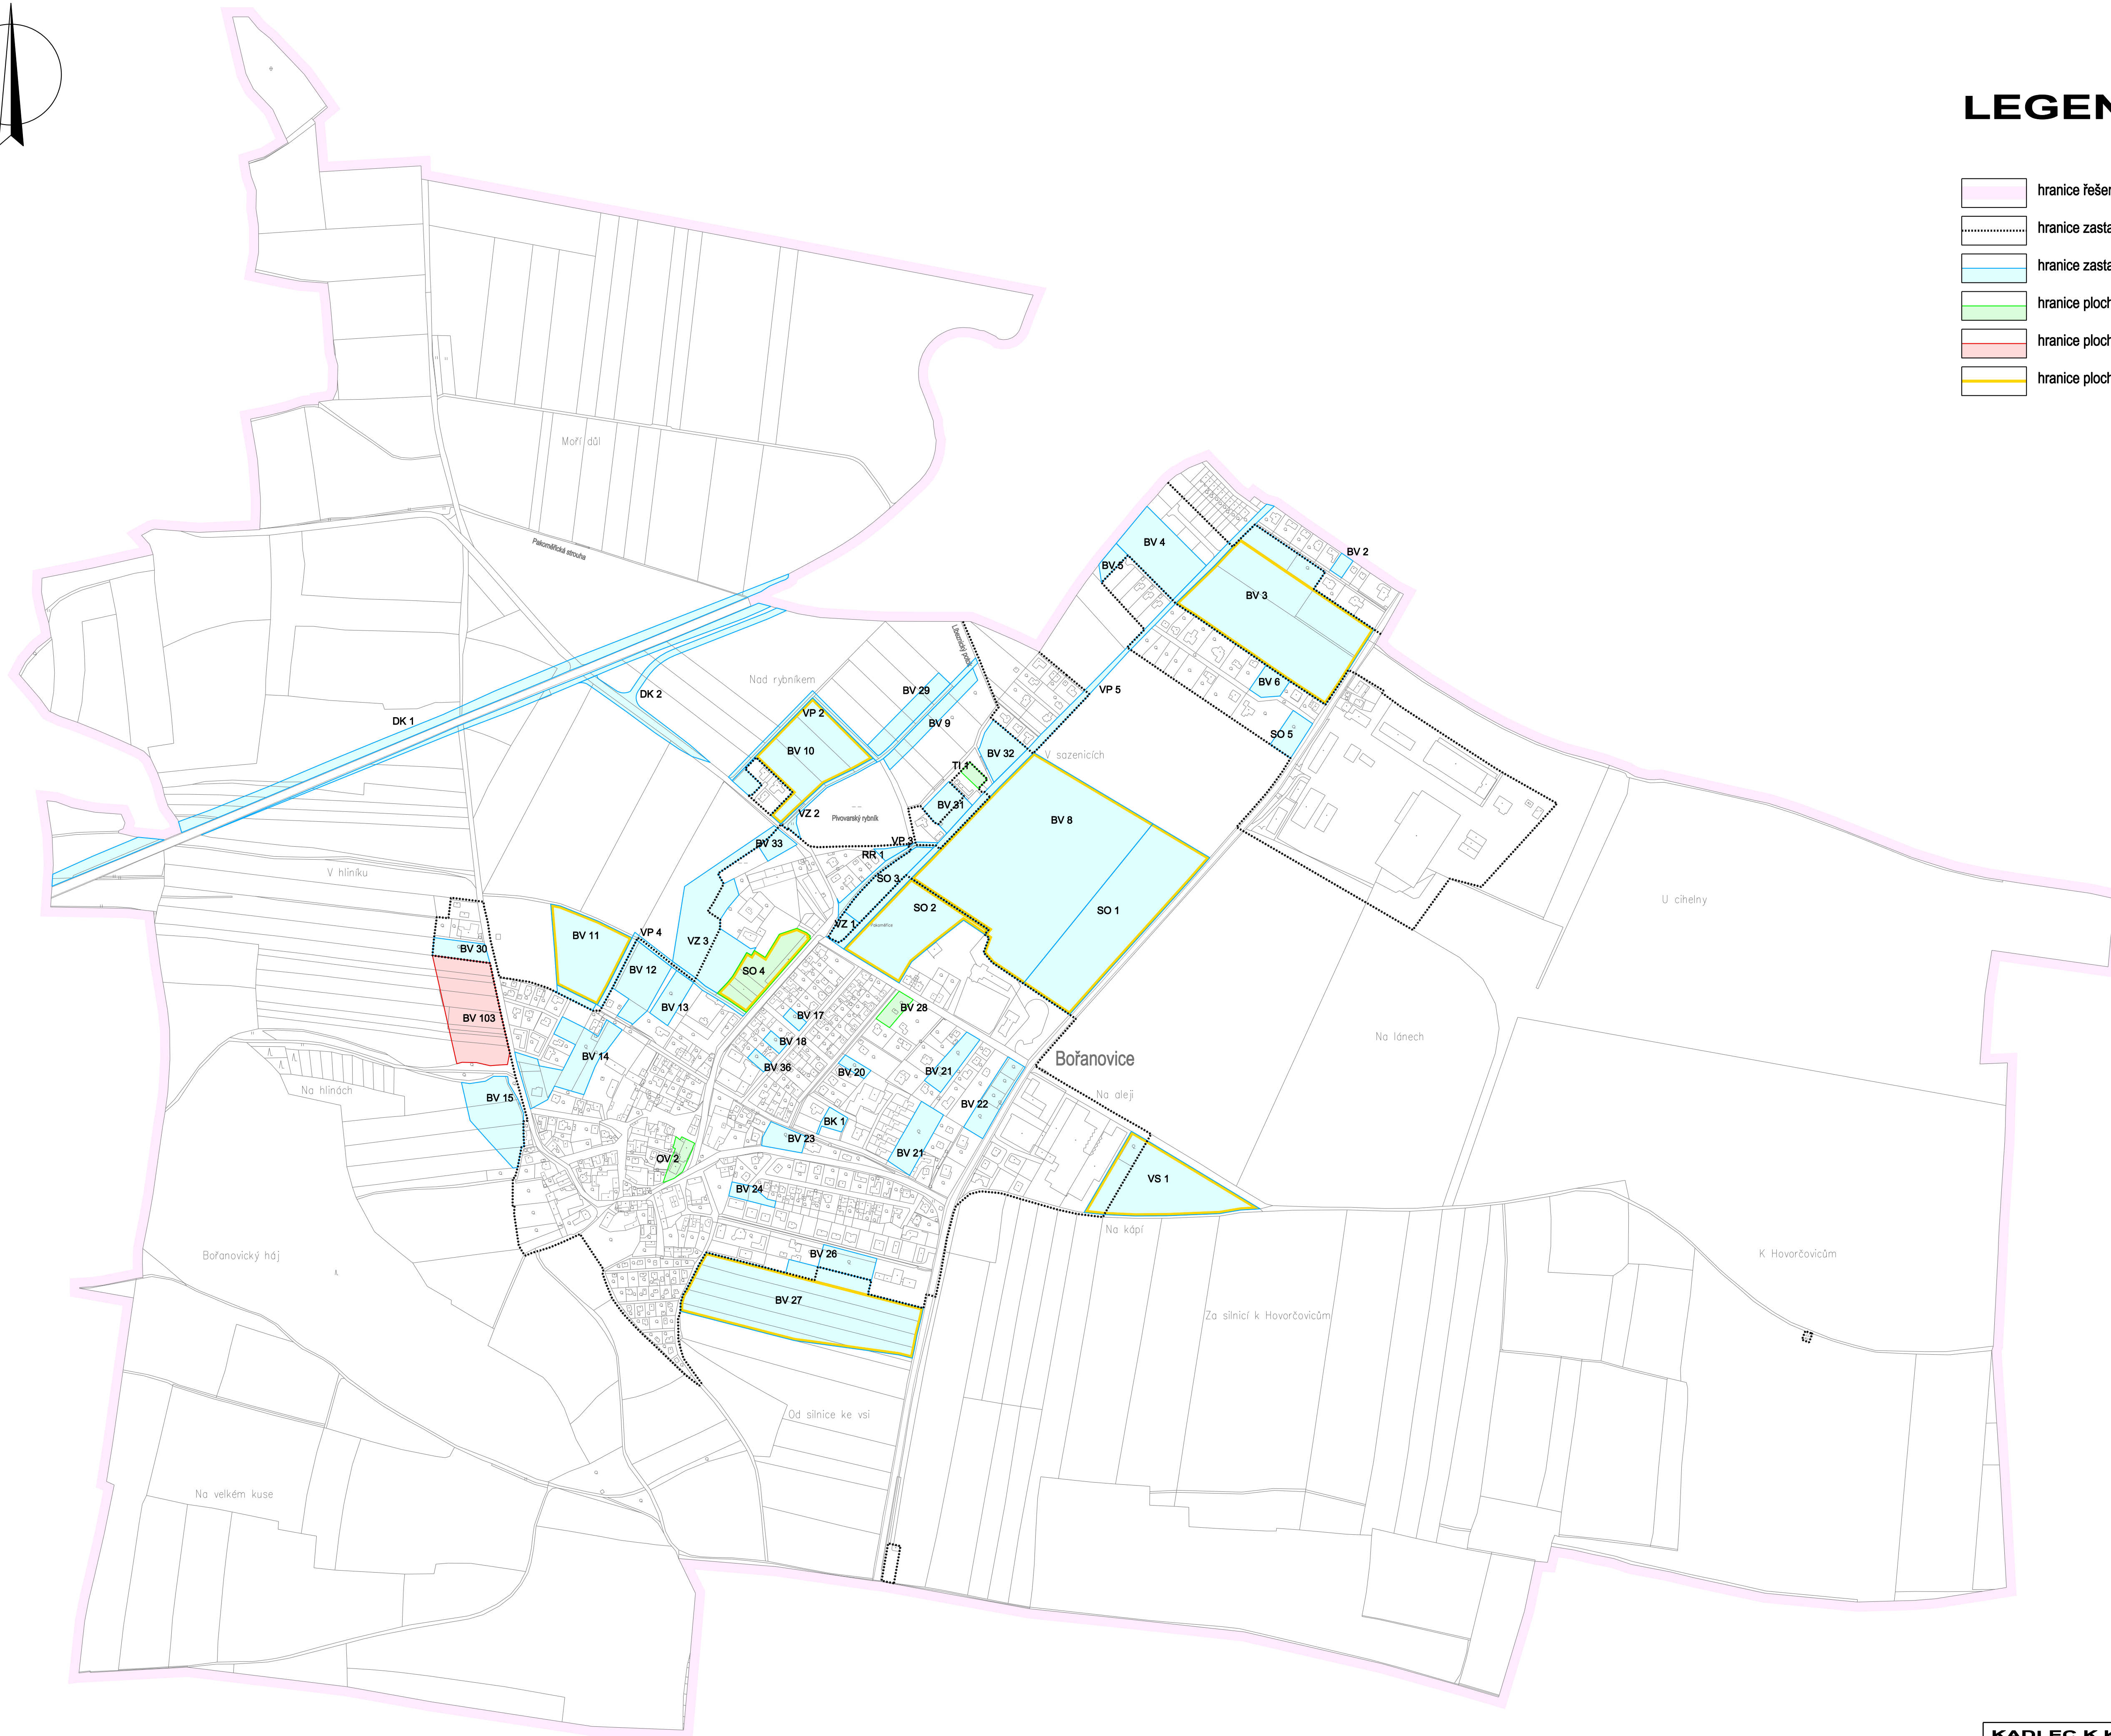 LEGEN
hranice řešen
hranice zasta
hranice zasta
hranice ploch
hranice ploch
hranice ploch
Moří důl
Pakoměřická strouha
BV 2
BV 4
BV 5
BV 3
Líbeznický potok
Nad rybníkem
BV 29
BV 6
DK 2
VP 5
VP 2
DK 1
BV 9
SO 5
BV 10
BV 32
V sazenicích
TI 1
BV 31
VZ 2
Pivovarský rybník
BV 8
BV 33
VP 3
RR 1
V hliníku
SO 3
U cihelny
SO 2
SO 1
VZ 1
Pakoměřice
BV 11
VP 4
VZ 3
BV 30
BV 12
SO 4
BV 13
BV 28
BV 103
BV 17
Na lánech
BV 18
BV 14
Bořanovice
BV 36
BV 20
BV 21
Na hlinách
BV 15
Na aleji
BV 22
BK 1
BV 23
BV 21
OV 2
VS 1
BV 24
Na kápí
Bořanovický háj
BV 26
K Hovorčovicům
BV 27
Za silnicí k Hovorčovicům
Od silnice ke vsi
Na velkém kuse
KADLEC K.K